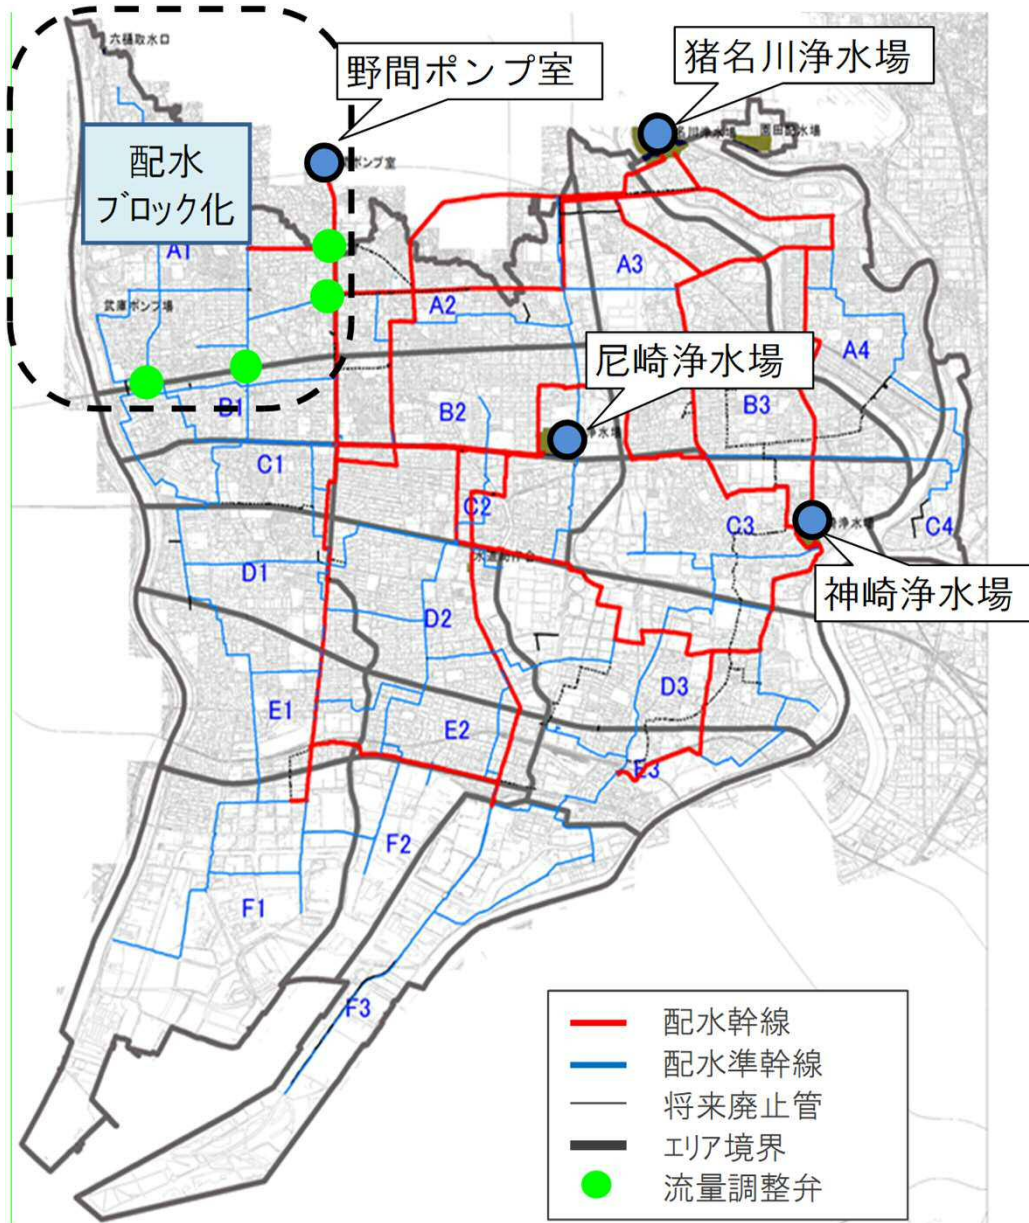 六樋取水口
野間ポンプ室
猪名川浄水場
名川浄水場
園田配水場
ポンプ室
配水
ブロック化
A1
A3
武庫ポンプ場
A2
A4
尼崎浄水場
B1
B2
B3
浄水場
C1
C2
C3
C4
浄水場
D1
神崎浄水場
D2
D3
E1
E2
E3
F2
F1
F3
配水幹線
配水準幹線
将来廃止管
エリア境界
流量調整弁